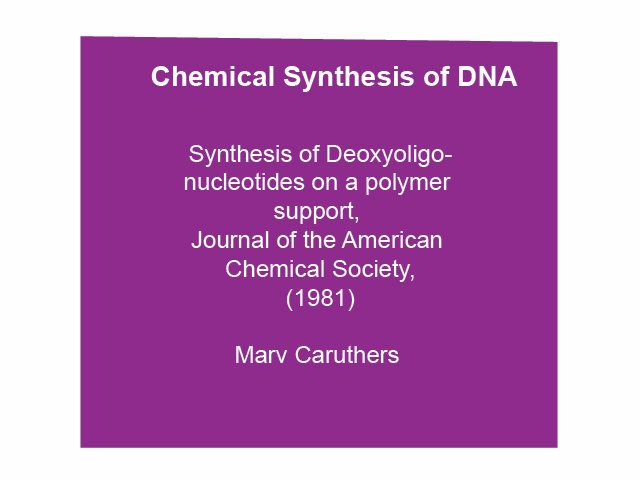 Chemical Synthesis of DNA
Synthesis of Deoxyoligo-
nucleotides on a polymer
support,
Journal of the American
Chemical Society,
(1981)
Marv Caruthers